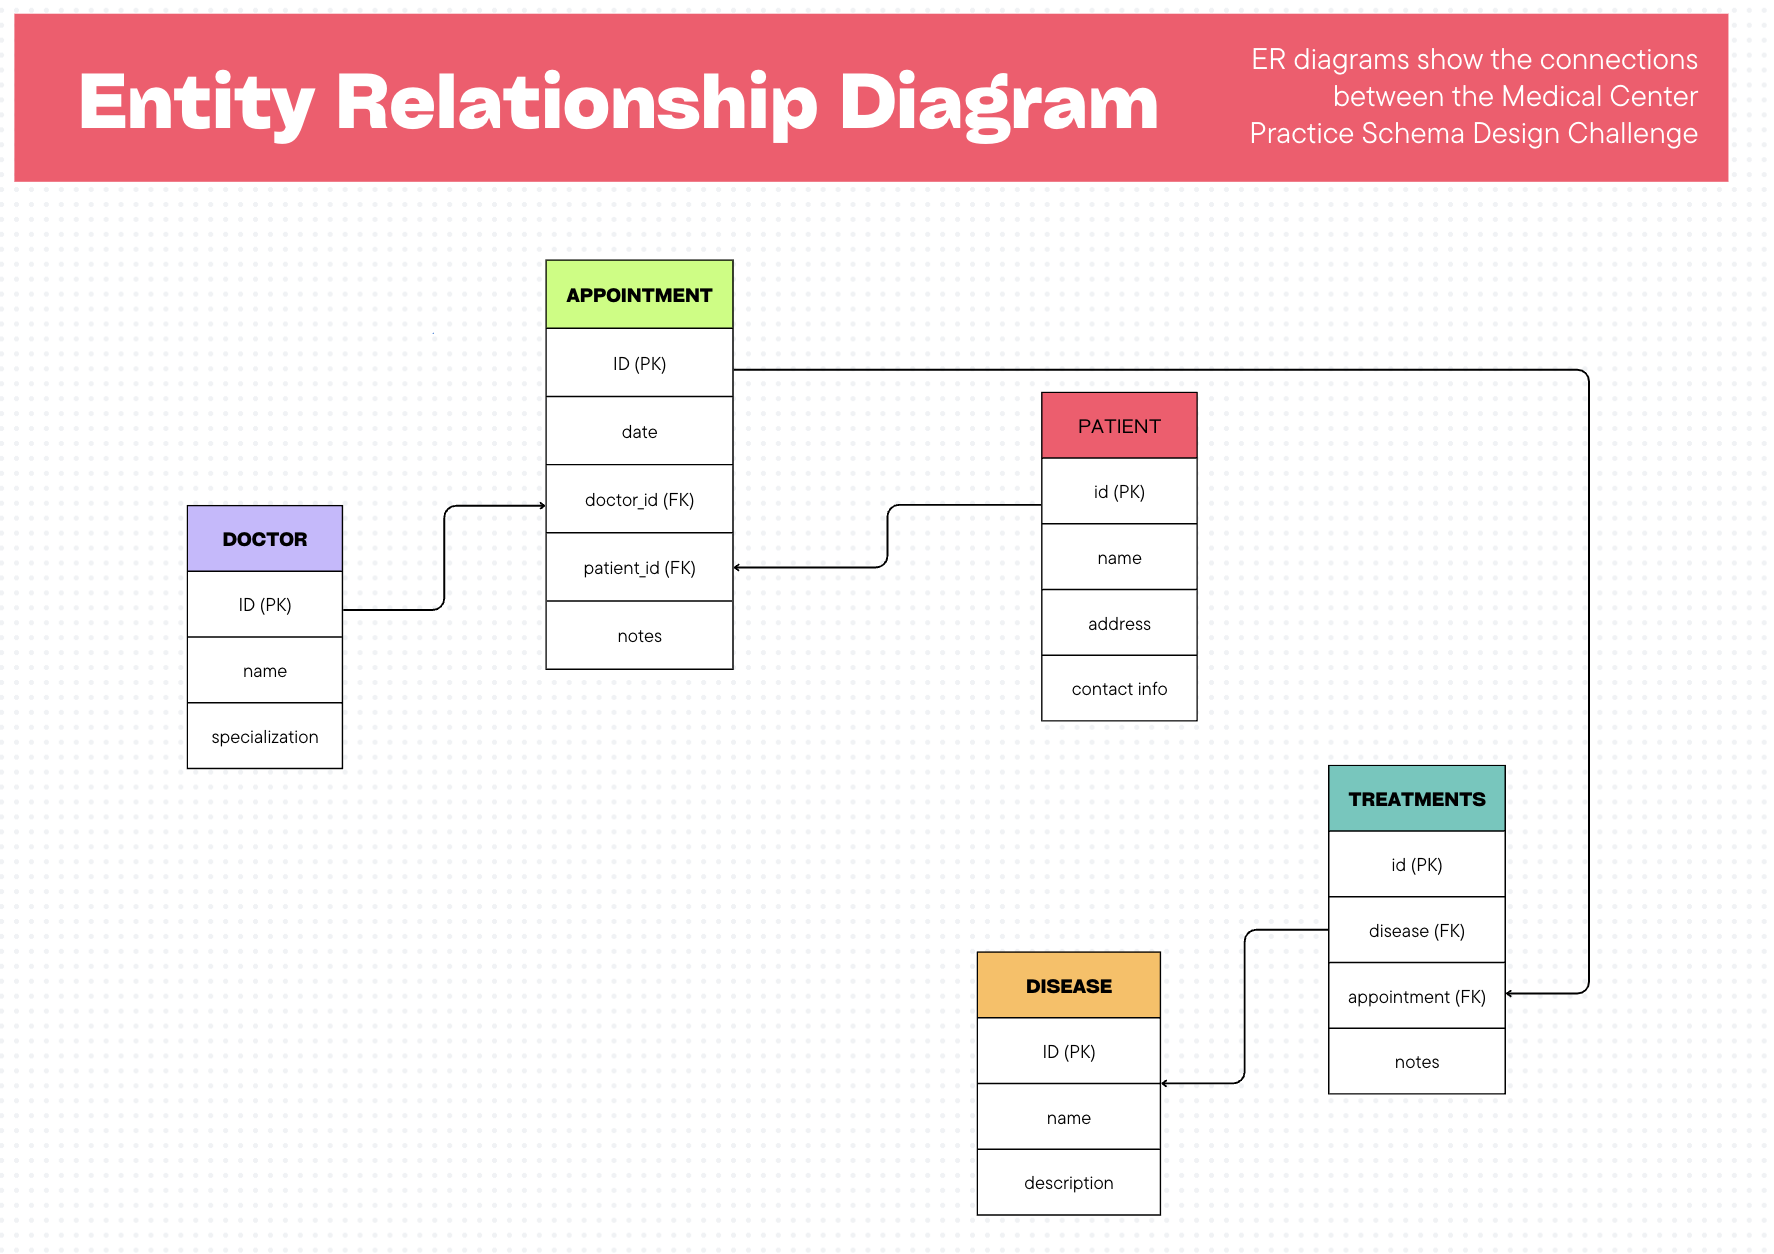 Entity Relationship Diagram
ER diagrams show the connections
between the Medical Center
Practice Schema Design Challenge
APPOINTMENT
ID (PK)
date
doctor_id (FK)
patient_id (FK)
notes
PATIENT
id (PK)
name
address
contact info
DOCTOR
ID (PK)
name
specialization
TREATMENTS
id (PK)
disease (FK)
appointment (FK)
notes
DISEASE
ID (PK)
name
description